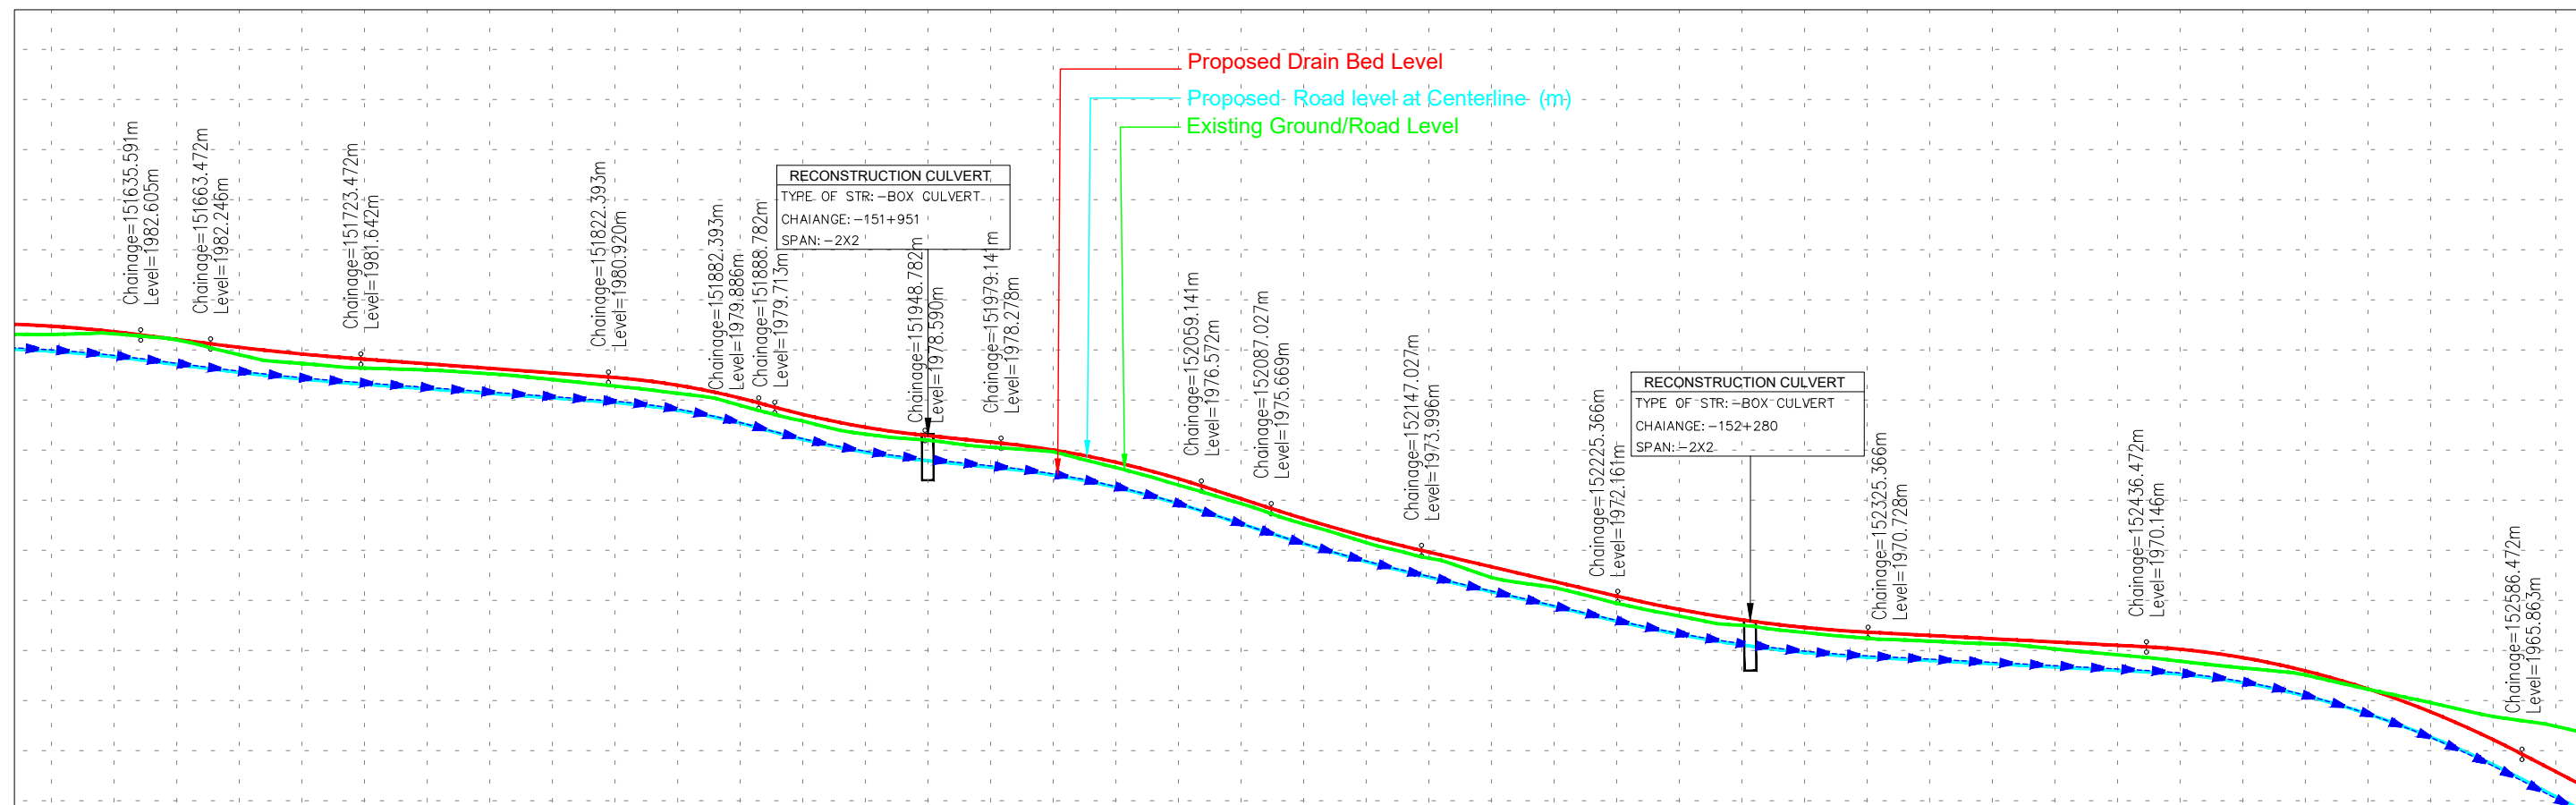 Proposed Drain Bed Level
Proposed Road level at Centerline (m)
Existing Ground/Road Level
Chainage=151635.591m
Level=1982.605m
Chainage=151663.472m
Level=1982.246m
Chainage=151723.472m
Level=1981.642m
Chainage=151822.393m
Level=1980.920m
Chainage=151882.393m
Level=1979.886m
Chainage=151888.782m
Level=1979.713m
RECONSTRUCTION CULVERT
TYPE OF STR:-BOX CULVERT
CHAIANGE:-151+951
SPAN:-2X2
Chainage=151948.782m
Level=1978.590m
Chainage=151979.141m
Level=1978.278m
Chainage=152059.141m
Level=1976.572m
Chainage=152087.027m
Level=1975.669m
Chainage=152147.027m
Level=1973.996m
Chainage=152225.366m
Level=1972.161m
RECONSTRUCTION CULVERT
TYPE OF STR:-BOX CULVERT
CHAIANGE:-152+280
SPAN:-2X2
Chainage=152325.366m
Level=1970.728m
Chainage=152436.472m
Level=1970.146m
Chainage=152586.472m
Level=1965.863m